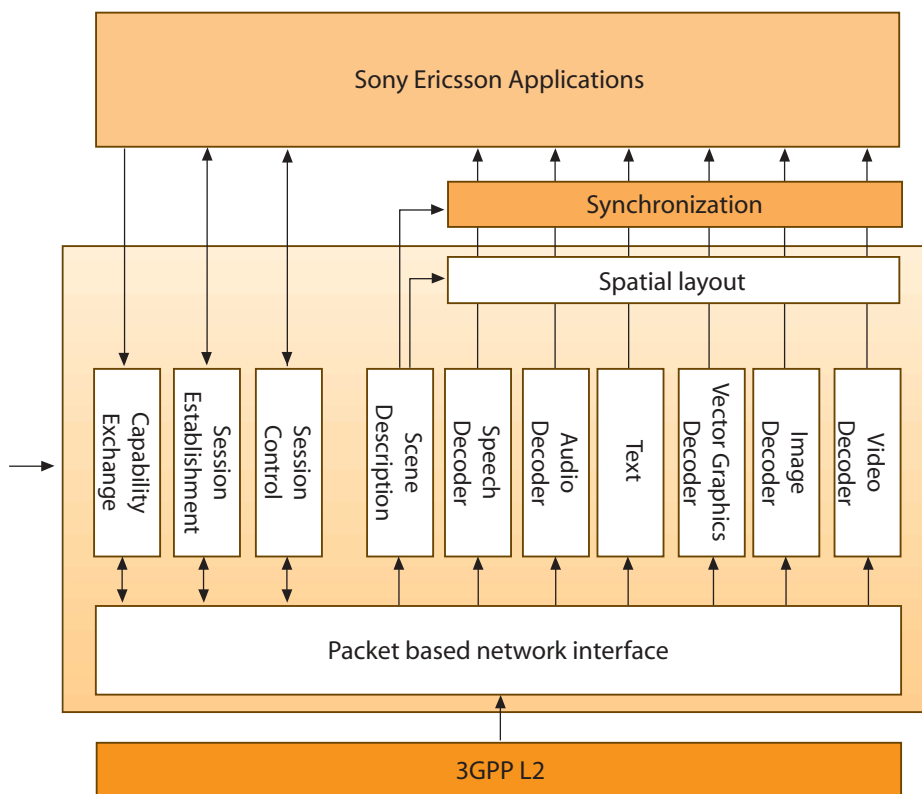 Sony Ericsson Applications
Synchronization
Spatial layout
Capability
Exchange
Session
Establishment
Session
Control
Scene
Description
Speech
Decoder
Audio
Decoder
Text
Vector Graphics
Decoder
Image
Decoder
Video
Decoder
Packet based network interface
3GPP L2